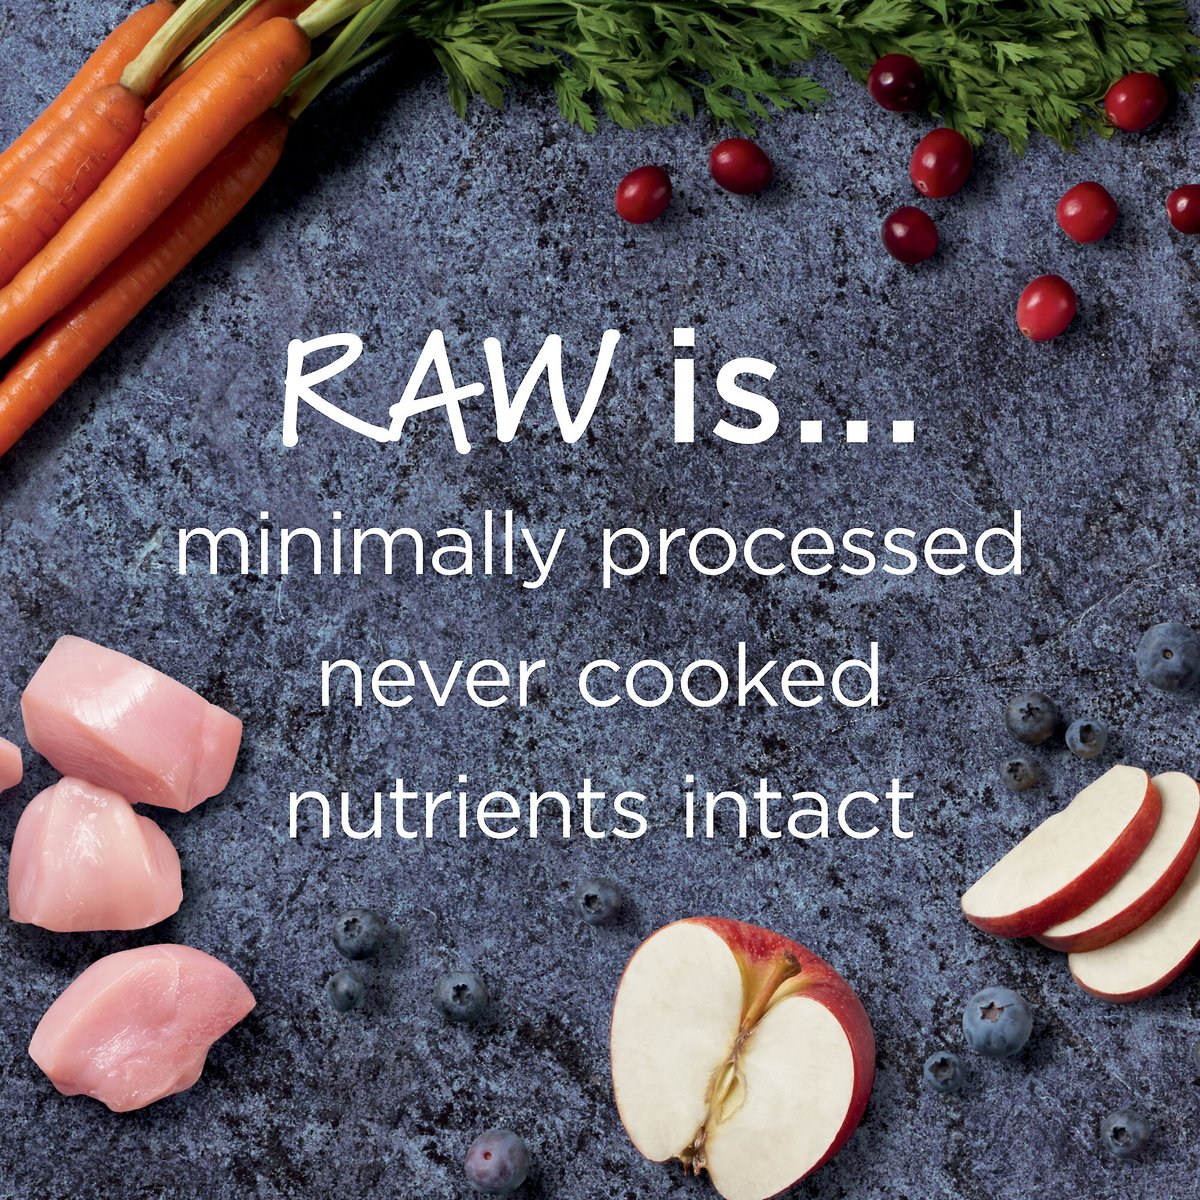 RAW is...
minimally processed
never cooked
nutrients intact